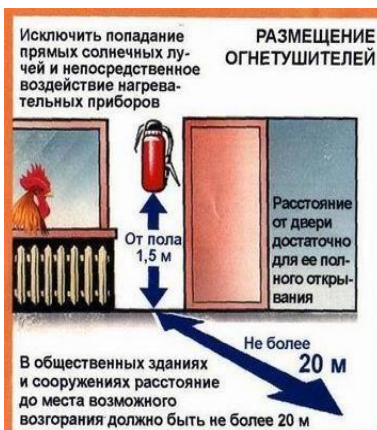 Исключить попадание
прямых солнечных лу-
чей и непосредственное
воздействие нагрева-
тельных приборов
РАЗМЕЩЕНИЕ
ОГНЕТУШИТЕЛЕЙ
От пола
1,5 м
Расстояние
от двери
достаточно
для ее пол-
ного откры-
вания
Не более
20 м
В общественных зданиях
и сооружениях расстояние
до места возможного
возгорания должно быть не более 20 м